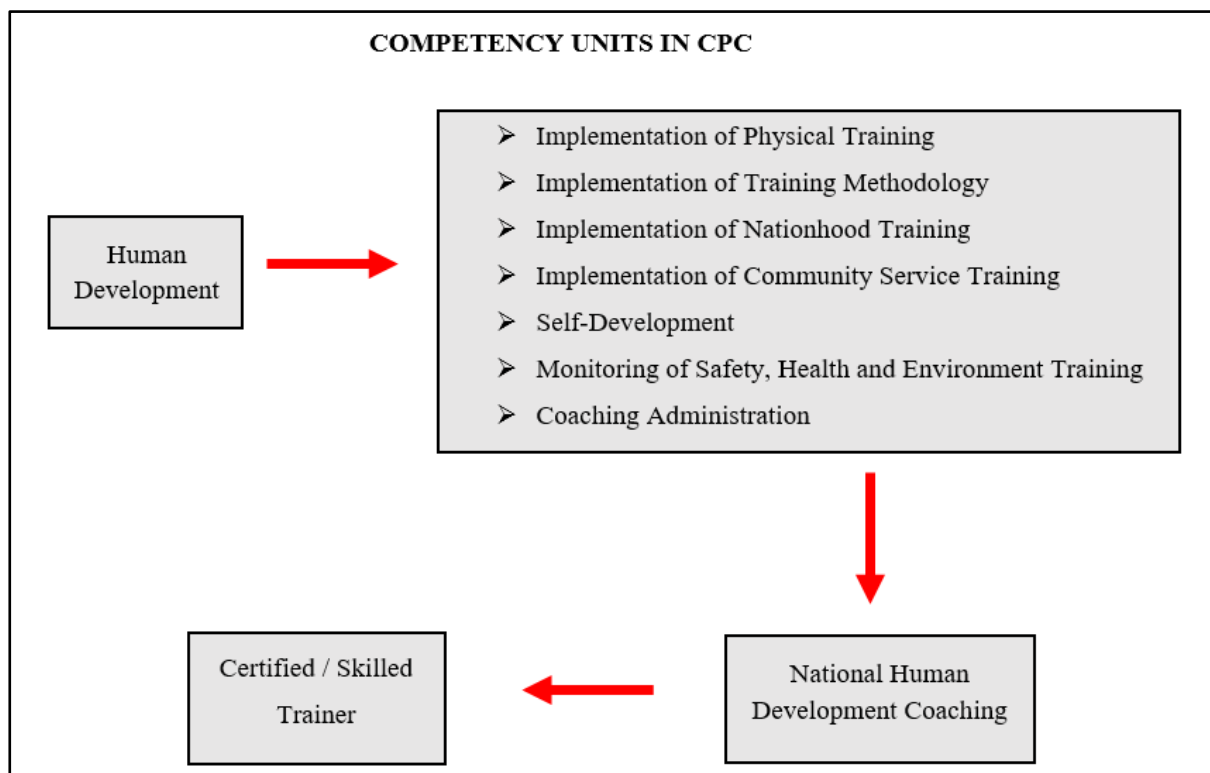 COMPETENCY UNITS IN CPC
Human
Development
➢ Implementation of Physical Training
➢ Implementation of Training Methodology
➢ Implementation of Nationhood Training
➢ Implementation of Community Service Training
➢ Self-Development
➢ Monitoring of Safety, Health and Environment Training
➢ Coaching Administration
National Human
Development Coaching
Certified / Skilled
Trainer